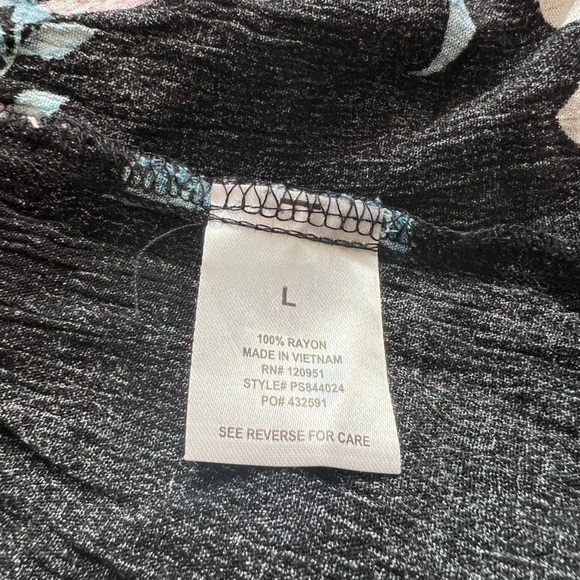 L
100% RAYON
MADE IN VIETNAM
RN# 120951
STYLE# PS844024
PO# 432591
SEE REVERSE FOR CARE